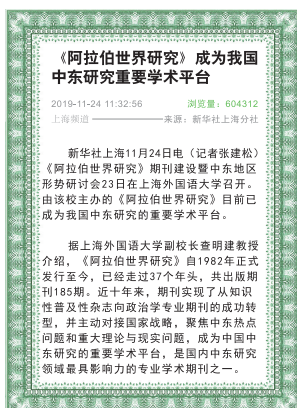 《阿拉伯世界研究》成为我国
中东研究重要学术平台
2019-11-24 11:32:56 浏览量: 604312
上海频道 来源: 新华社上海分社
新华社上海11月24日电（记者张建松）
《阿拉伯世界研究》期刊建设暨中东地区
形势研讨会23日在上海外国语大学召开。
由该校主办的《阿拉伯世界研究》目前已
成为我国中东研究的重要学术平台。
据上海外国语大学副校长查明建教授
介绍，《阿拉伯世界研究》自1982年正式
发行至今，已经走过37个年头，共出版期
刊185期。近十年来，期刊实现了从知识
性普及性杂志向政治学专业期刊的成功转
型，并主动对接国家战略，聚焦中东热点
问题和重大理论与现实问题，成为中国中
东研究的重要学术平台，是国内中东研究
领域最具影响力的专业学术期刊之一。